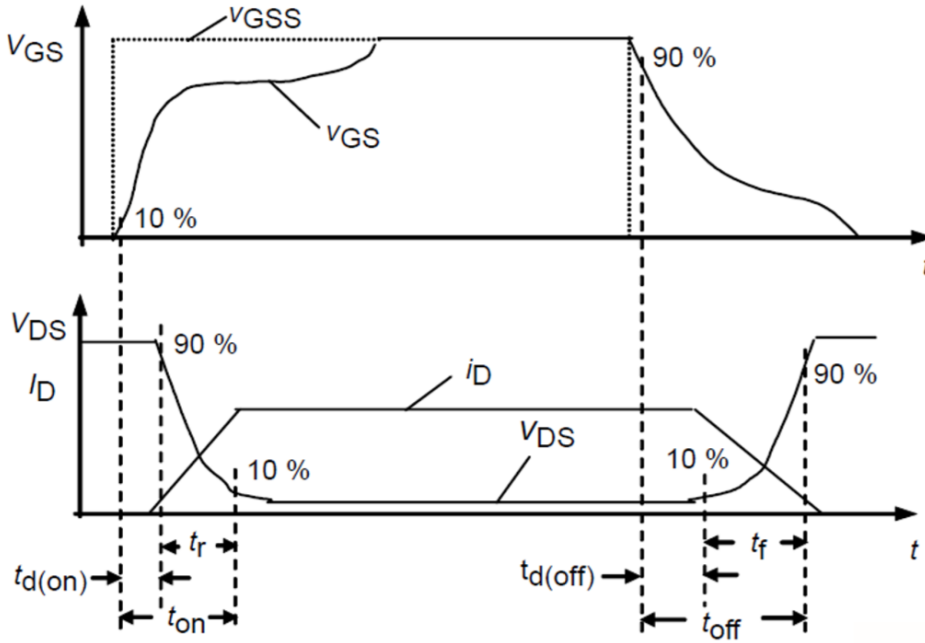 vGSS
VGS
90 %
vGS
10 %
t
VDS
90 %
iD
ID
90 %
VDS
10 %
10 %
tr
tf
t
td(on)
td(off)
ton
toff